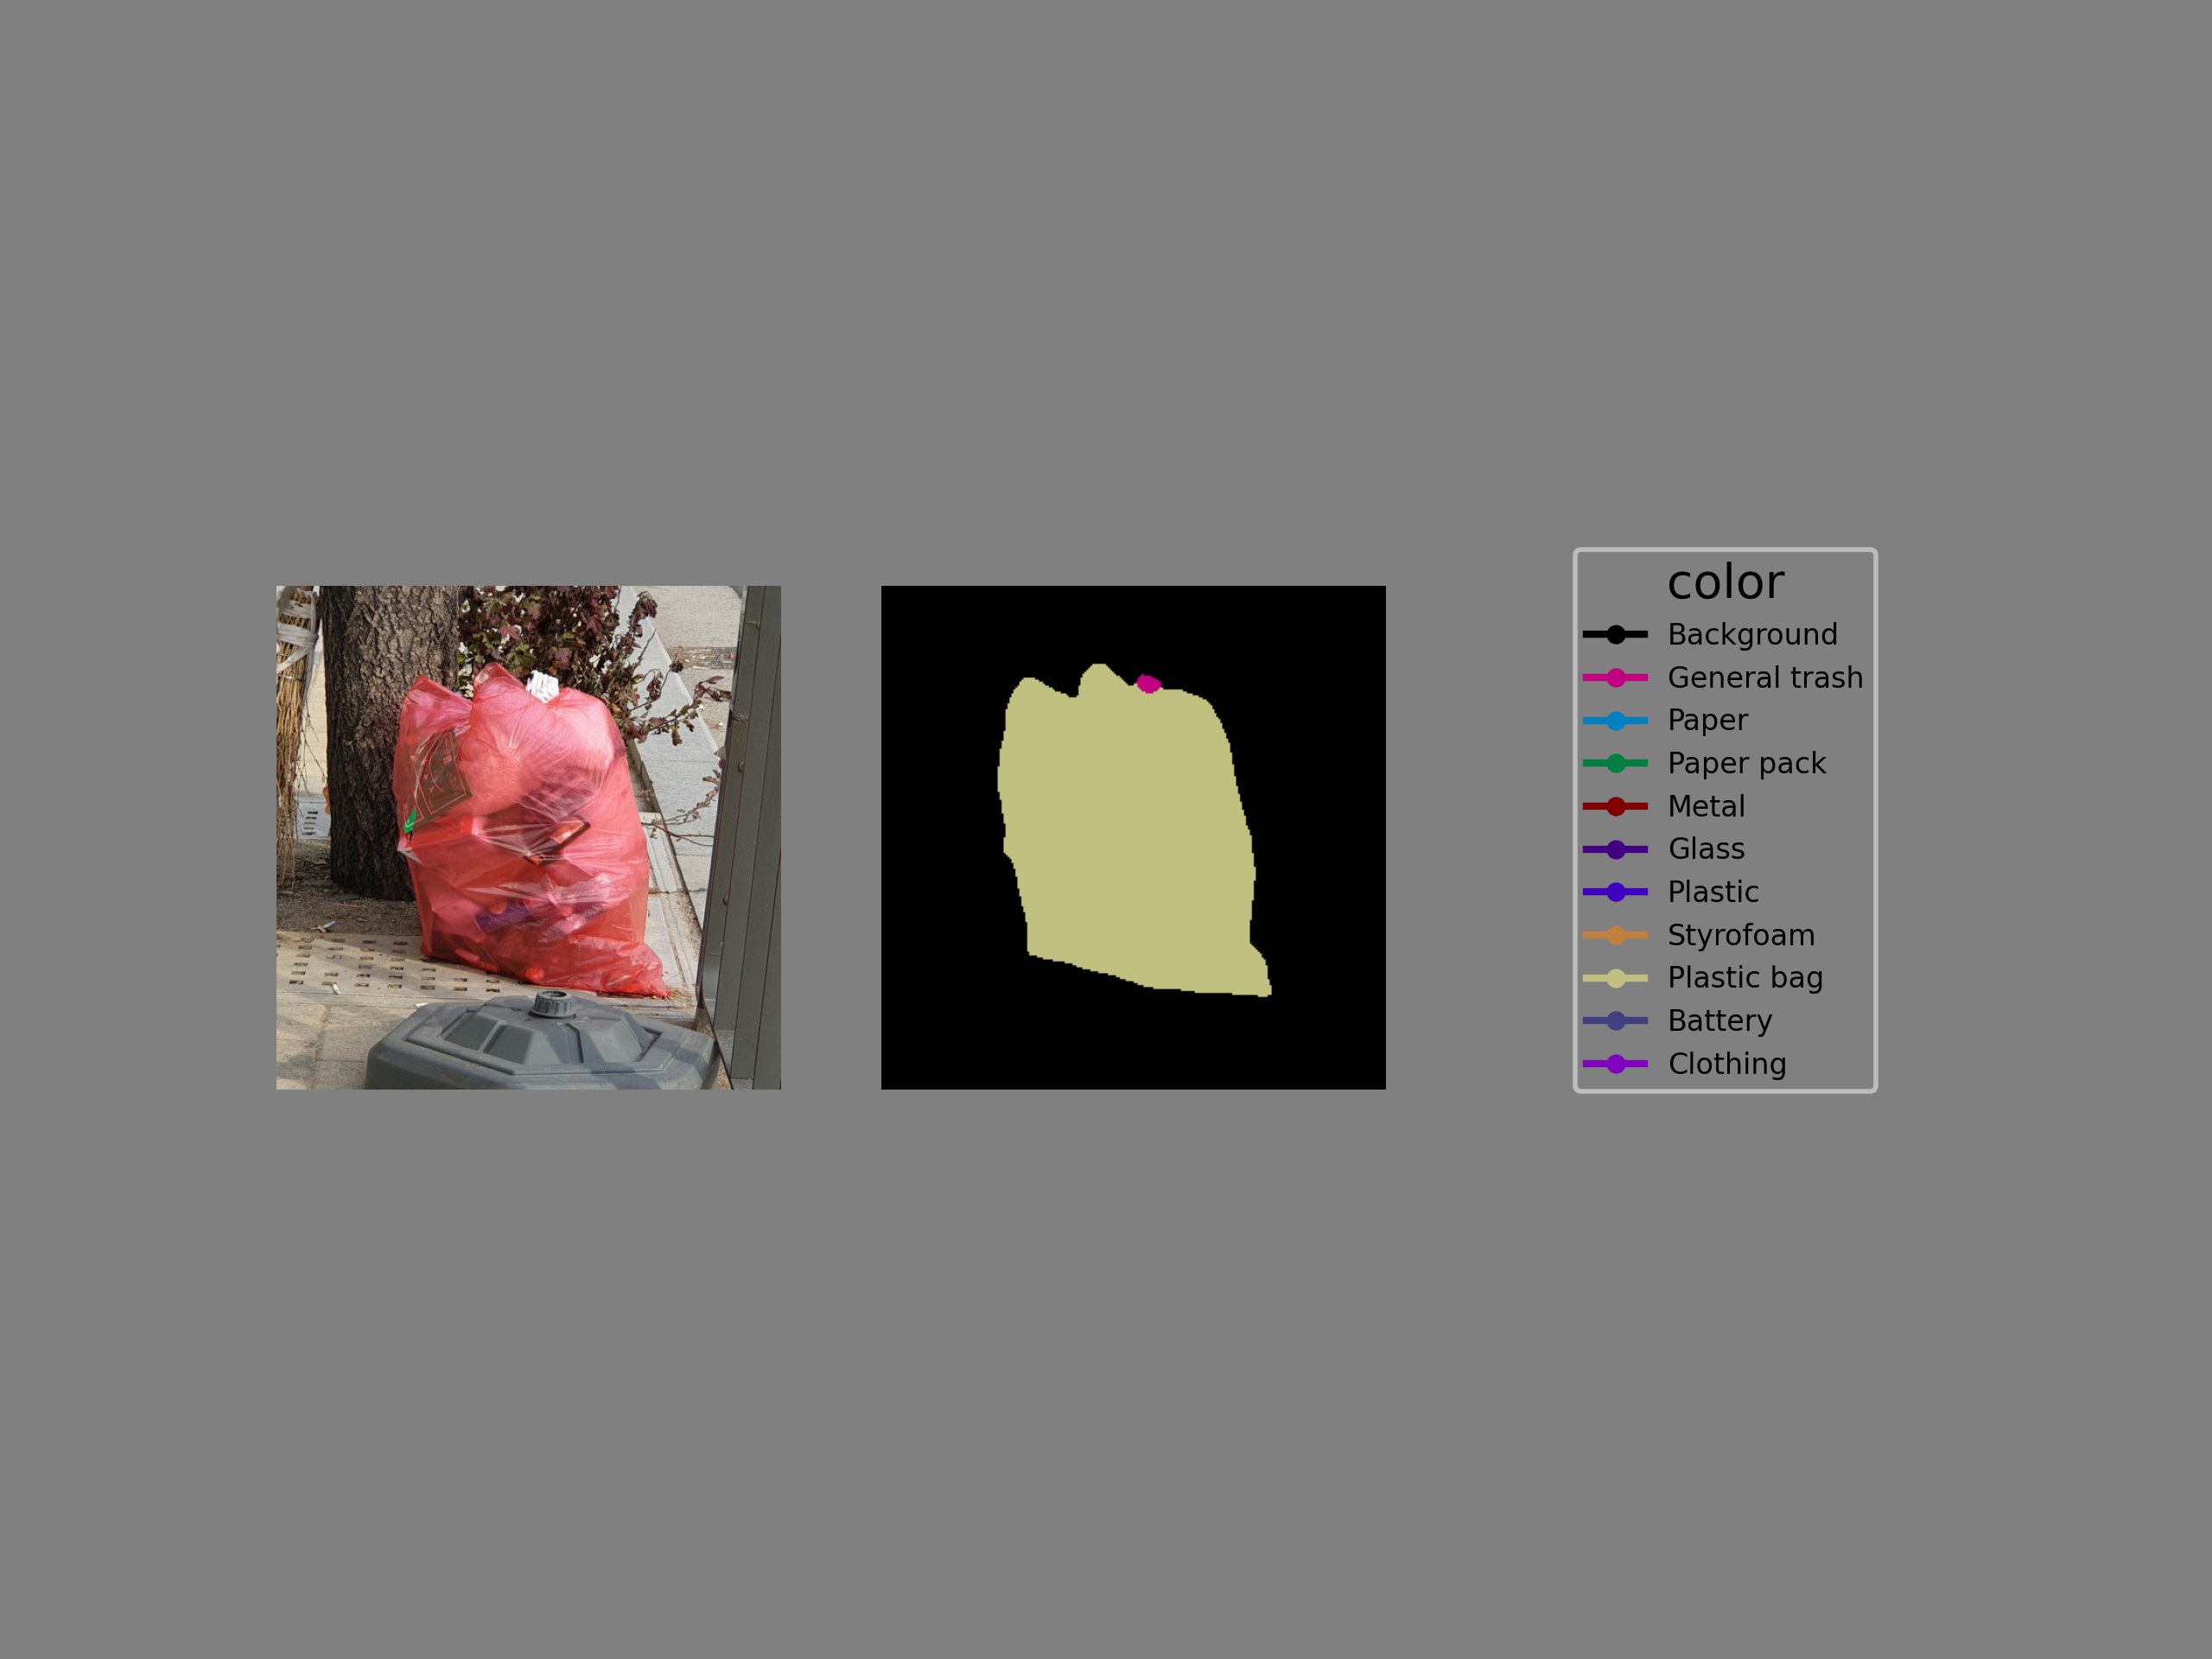 color
Background
General trash
Paper
Paper pack
Metal
Glass
Plastic
Styrofoam
Plastic bag
Battery
Clothing